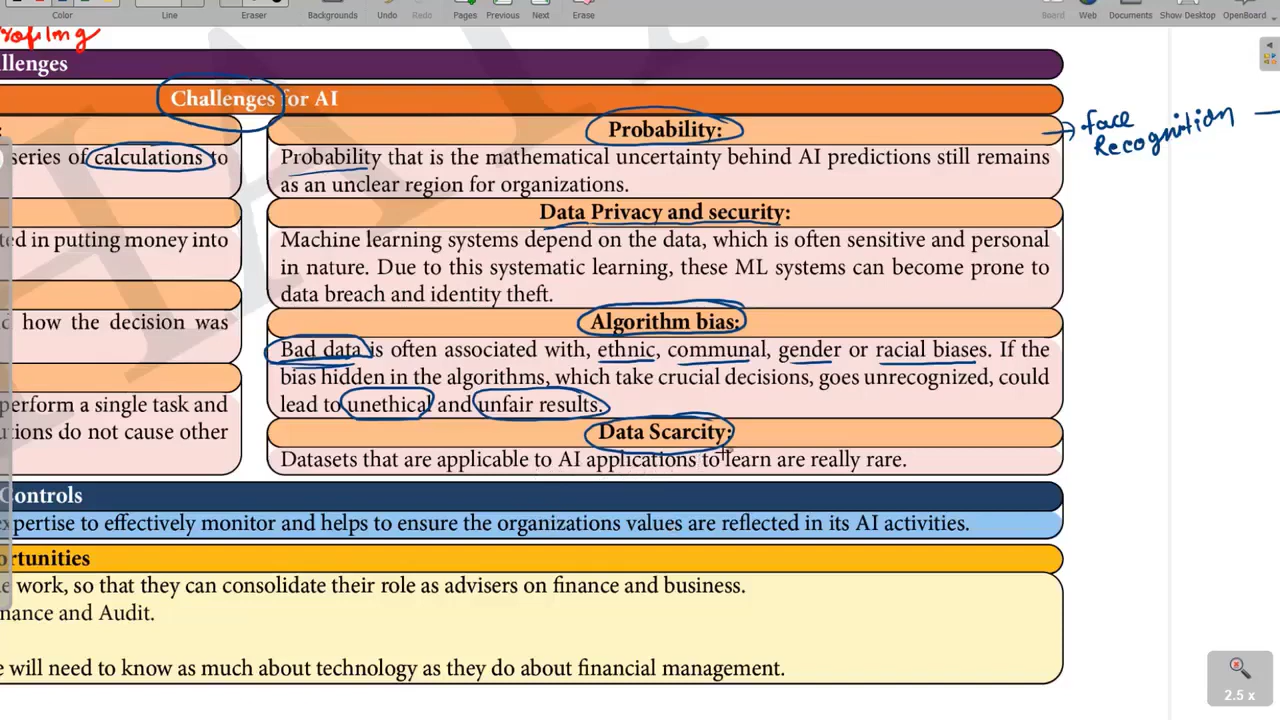 Color
Line
Eraser
Backgrounds
Undo
Redo
Pages
Previous
Next
Erase
Board
Web
Documents
Show Desktop
OpenBoard
rofiling
llenges
Challenges for AI
series of calculations to
ted in putting money into
how the decision was
perform a single task and
utions do not cause other
Probability:
Probability that is the mathematical uncertainty behind AI predictions still remains
as an unclear region for organizations.
Data Privacy and security:
Machine learning systems depend on the data, which is often sensitive and personal
in nature. Due to this systematic learning, these ML systems can become prone to
data breach and identity theft.
Algorithm bias:
Bad data is often associated with, ethnic, communal, gender or racial biases. If the
bias hidden in the algorithms, which take crucial decisions, goes unrecognized, could
lead to unethical and unfair results.
Data Scarcity:
Datasets that are applicable to AI applications to learn are really rare.
Face
Recognition
Controls
expertise to effectively monitor and helps to ensure the organizations values are reflected in its AI activities.
ortunities
e work, so that they can consolidate their role as advisers on finance and business.
nance and Audit.
e will need to know as much about technology as they do about financial management.
2.5 x